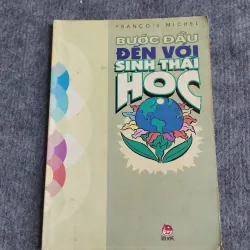 FRANÇOIS MICHEL
BƯỚC ĐẦU
ĐẾN VỚI
SINH THÁI
HỌC